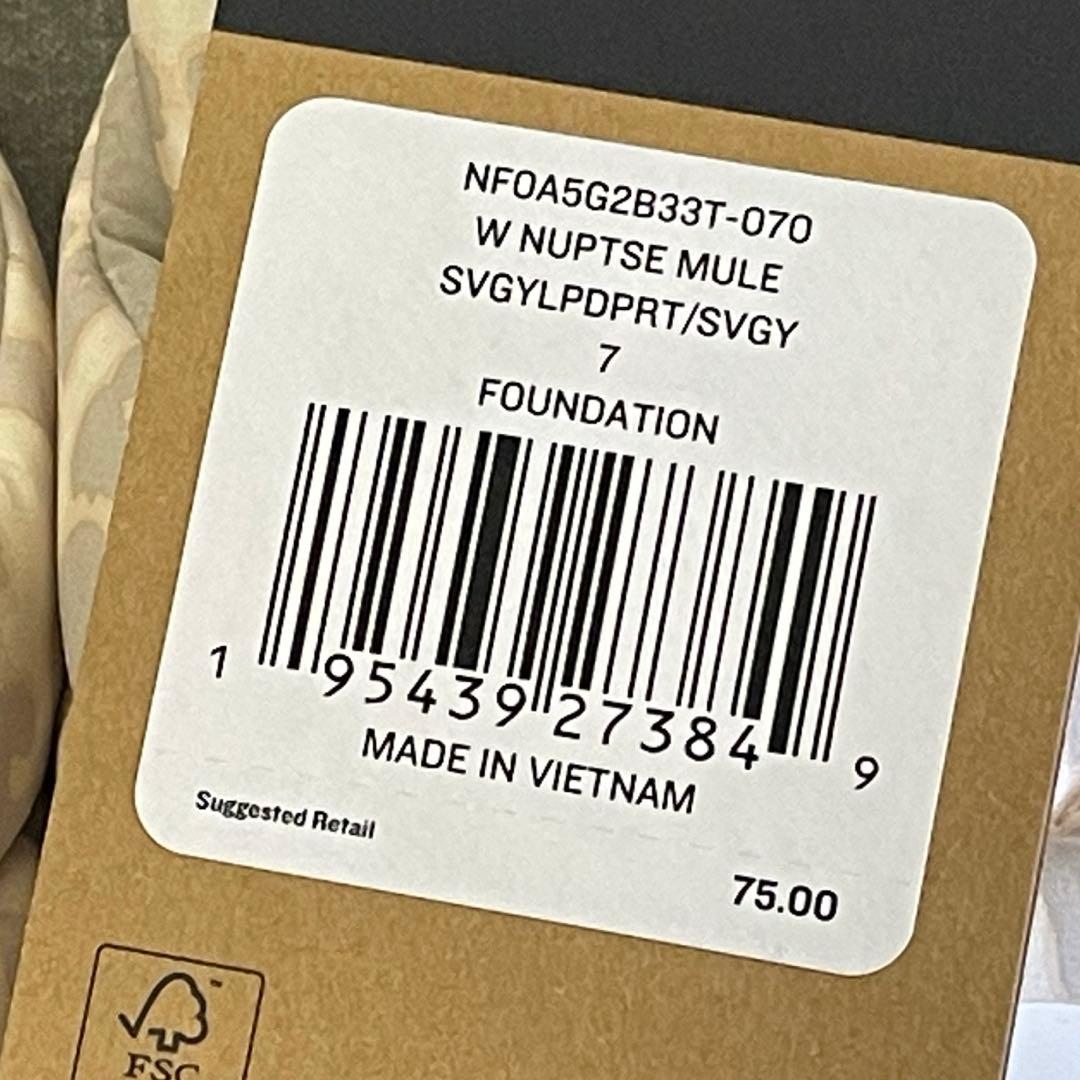 NF0A5G2B33T-070
W NUPTSE MULE
SVGYLPDPRT/SVGY
7
FOUNDATION
1 95439 27384 9
MADE IN VIETNAM
Suggested Retail
75.00
™
FSC